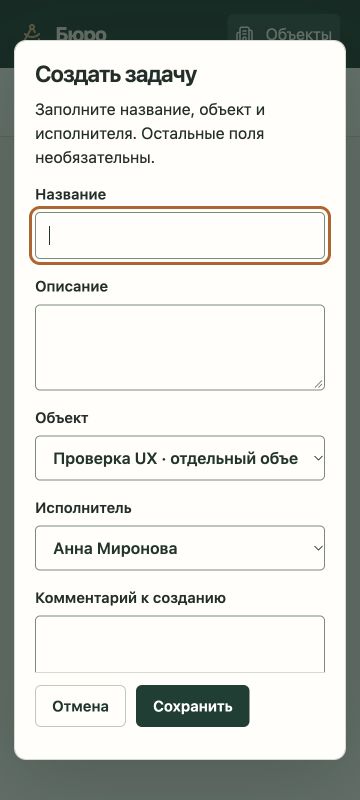 Бюро
Объекты
Создать задачу
Заполните название, объект и
исполнителя. Остальные поля
необязательны.
Название
Описание
Объект
Проверка UX · отдельный объе
Исполнитель
Анна Миронова
Комментарий к созданию
Отмена
Сохранить